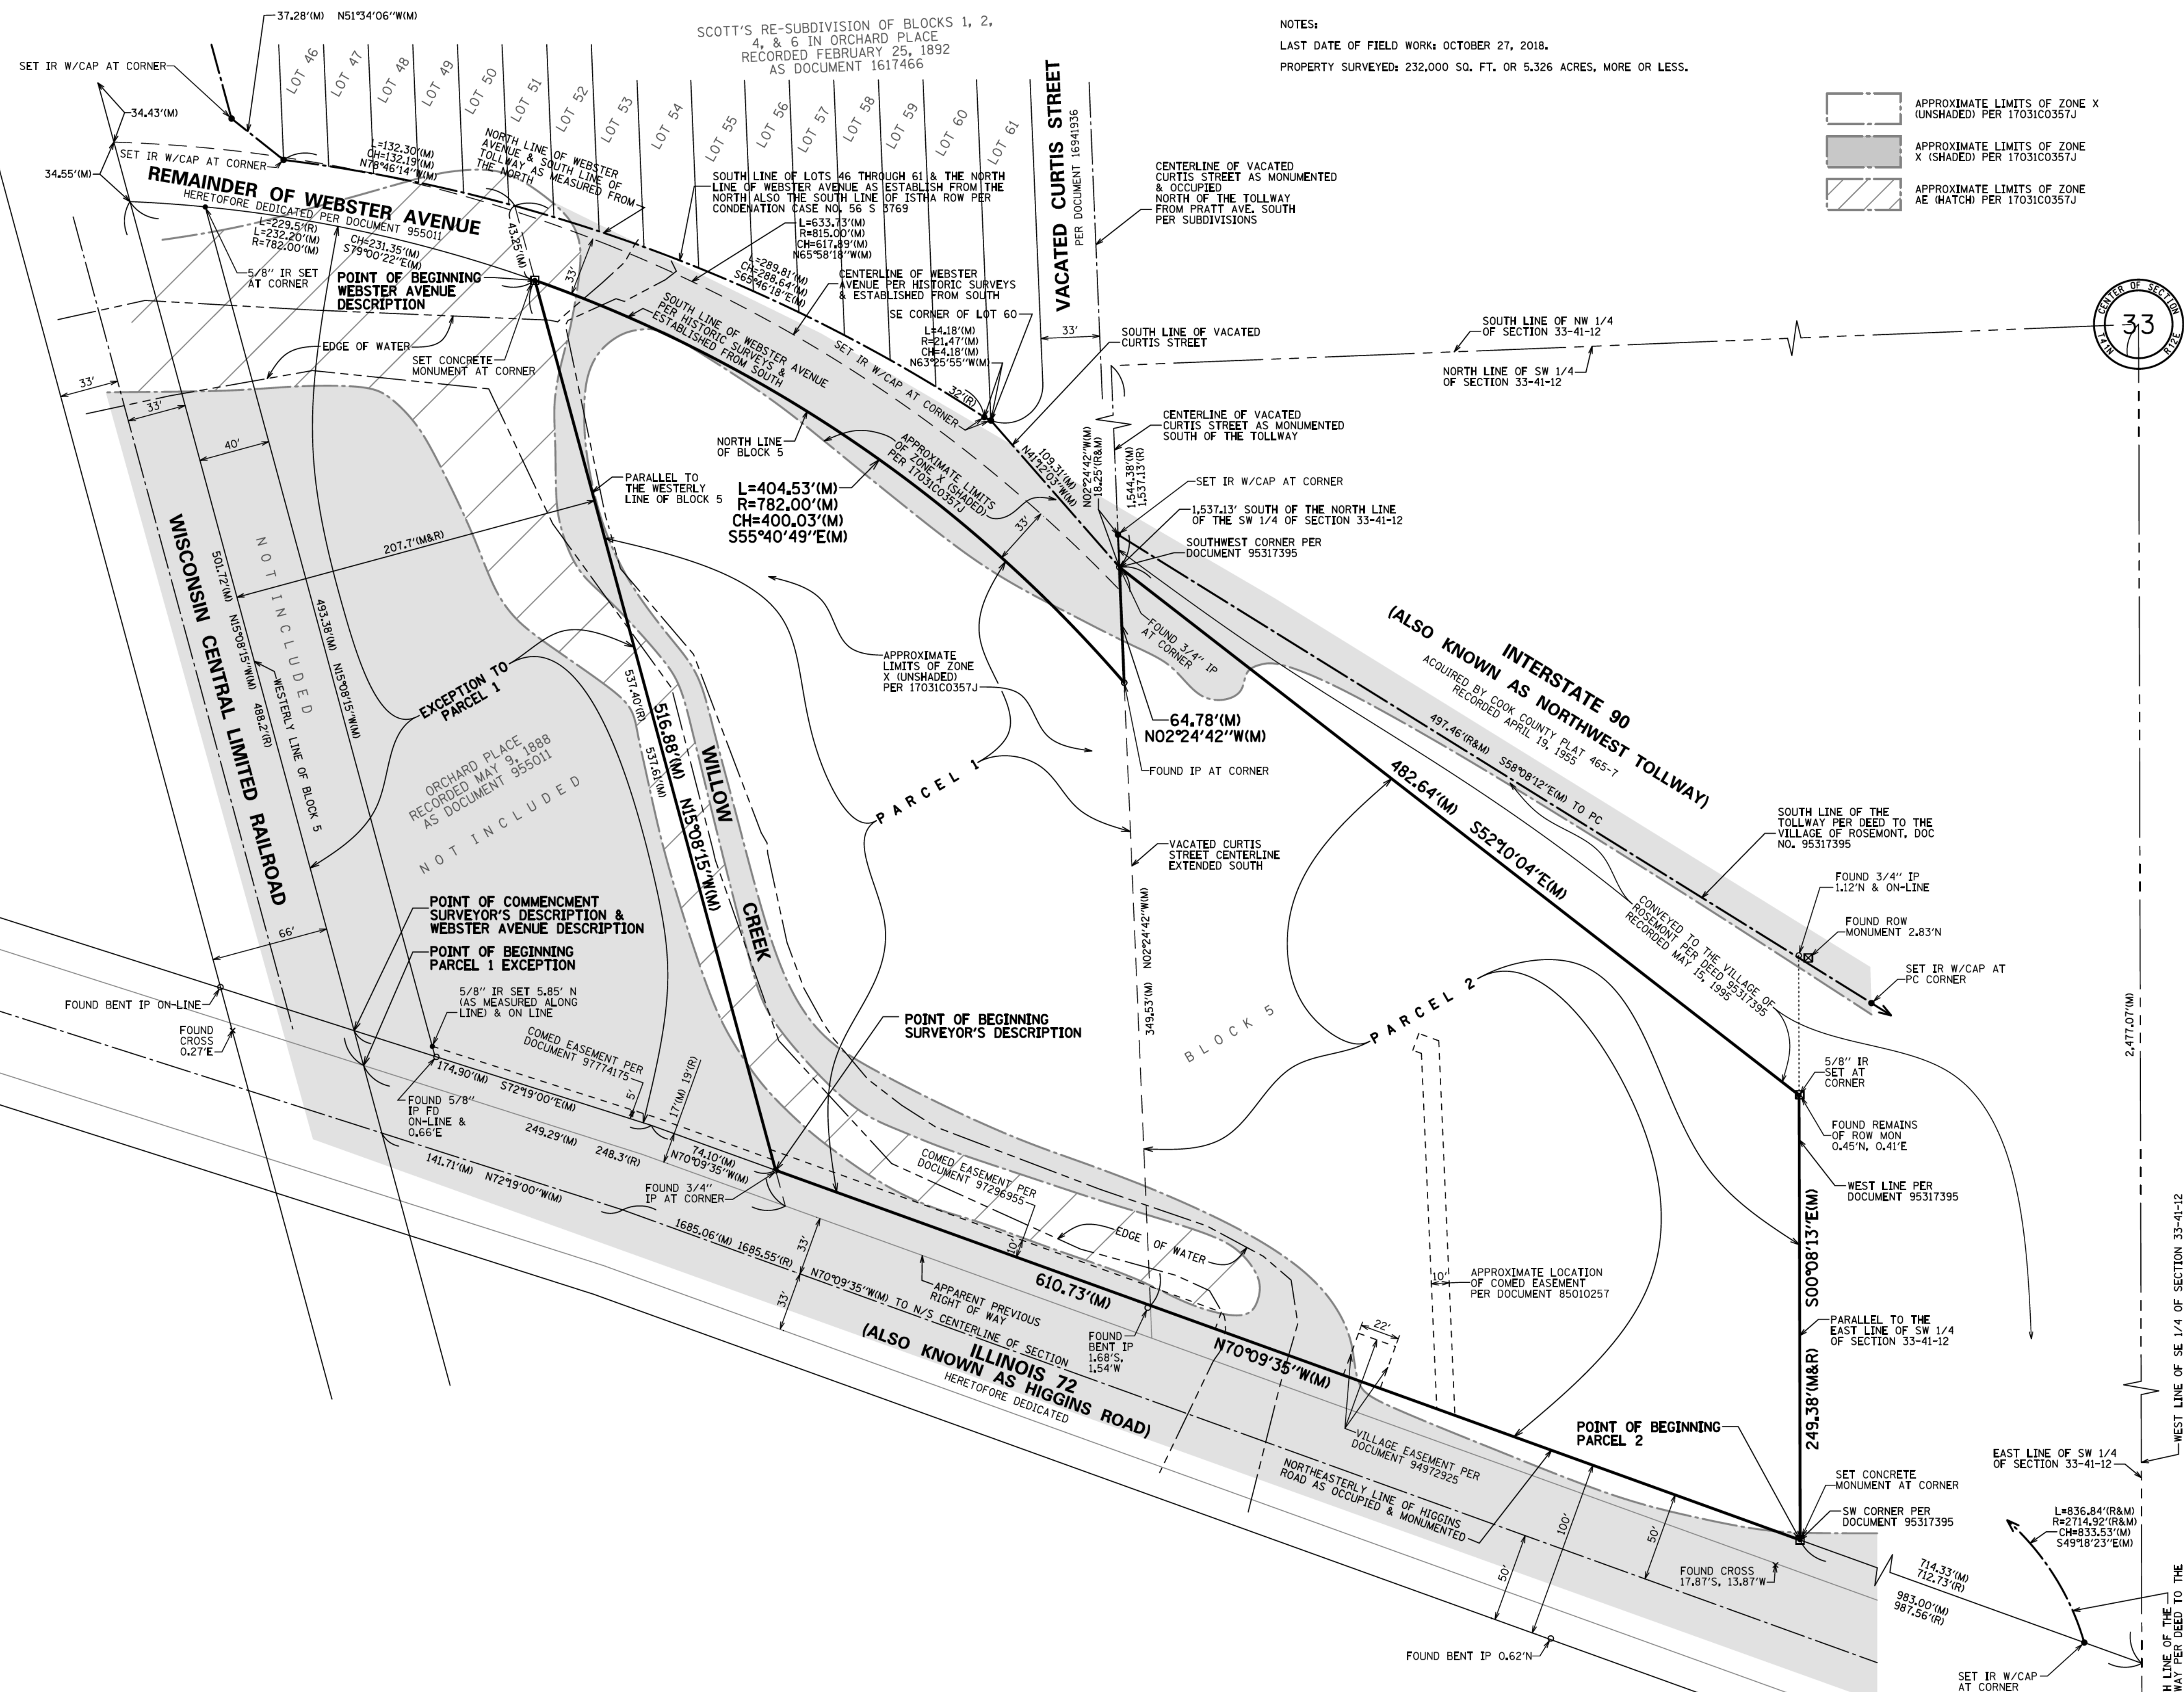 37.28'(M) N51°34'06"W(M)
SET IR W/CAP AT CORNER
34.43'(M)
34.55'(M)
SET IR W/CAP AT CORNER
LOT 46
LOT 47
LOT 48
LOT 49
LOT 50
LOT 51
LOT 52
LOT 53
LOT 54
LOT 55
LOT 56
LOT 57
LOT 58
LOT 59
LOT 60
LOT 61
SCOTT'S RE-SUBDIVISION OF BLOCKS 1, 2,
4, & 6 IN ORCHARD PLACE
RECORDED FEBRUARY 25, 1892
AS DOCUMENT 1617466
NOTES:
LAST DATE OF FIELD WORK: OCTOBER 27, 2018.
PROPERTY SURVEYED: 232,000 SQ. FT. OR 5.326 ACRES, MORE OR LESS.
APPROXIMATE LIMITS OF ZONE X
(UNSHADED) PER 17031C0357J
APPROXIMATE LIMITS OF ZONE
X (SHADED) PER 17031C0357J
APPROXIMATE LIMITS OF ZONE
AE (HATCH) PER 17031C0357J
L=132.30'(M)
CH=132.19'(M)
N78°46'14"W(M)
NORTH LINE OF WEBSTER
AVENUE & SOUTH LINE OF
TOLLWAY AS MEASURED FROM
THE NORTH
REMAINDER OF WEBSTER AVENUE
HERETOFORE DEDICATED PER DOCUMENT 955011
L=229.5'(R)
L=232.20'(M)
R=782.00'(M)
CH=231.35'(M)
S79°00'22"E(M)
5/8" IR SET
AT CORNER
POINT OF BEGINNING
WEBSTER AVENUE
DESCRIPTION
43.25'(M)
33'
SOUTH LINE OF LOTS 46 THROUGH 61 & THE NORTH
LINE OF WEBSTER AVENUE AS ESTABLISH FROM THE
NORTH ALSO THE SOUTH LINE OF ISTHA ROW PER
CONDENATION CASE NO. 56 S 3769
L=633.73'(M)
R=815.00'(M)
CH=617.89'(M)
N65°58'18"W(M)
L=289.81'(M)
CH=288.64'(M)
S65°46'18"E(M)
CENTERLINE OF WEBSTER
AVENUE PER HISTORIC SURVEYS
& ESTABLISHED FROM SOUTH
SE CORNER OF LOT 60
L=4.18'(M)
R=21.47'(M)
CH=4.18'(M)
N63°25'55"W(M)
32'(R)
VACATED CURTIS STREET
PER DOCUMENT 16941936
CENTERLINE OF VACATED
CURTIS STREET AS MONUMENTED
& OCCUPIED
NORTH OF THE TOLLWAY
FROM PRATT AVE. SOUTH
PER SUBDIVISIONS
33'
SOUTH LINE OF VACATED
CURTIS STREET
SOUTH LINE OF NW 1/4
OF SECTION 33-41-12
NORTH LINE OF SW 1/4
OF SECTION 33-41-12
CENTER OF SECTION
33
T41N
R12E
EDGE OF WATER
SET CONCRETE
MONUMENT AT CORNER
SOUTH LINE OF WEBSTER AVENUE
PER HISTORIC SURVEYS &
ESTABLISHED FROM SOUTH
SET IR W/CAP AT CORNER
NORTH LINE
OF BLOCK 5
APPROXIMATE LIMITS
OF ZONE X (SHADED)
PER 17031C0357J
33'
109.31'(M)
N41°12'03"W(M)
N02°24'42"W(M)
18.25'(R&M)
1,544.38'(M)
1,537.13'(R)
CENTERLINE OF VACATED
CURTIS STREET AS MONUMENTED
SOUTH OF THE TOLLWAY
SET IR W/CAP AT CORNER
1,537.13' SOUTH OF THE NORTH LINE
OF THE SW 1/4 OF SECTION 33-41-12
SOUTHWEST CORNER PER
DOCUMENT 95317395
33'
33'
40'
PARALLEL TO
THE WESTERLY
LINE OF BLOCK 5
L=404.53'(M)
R=782.00'(M)
CH=400.03'(M)
S55°40'49"E(M)
207.7'(M&R)
NOT INCLUDED
WISCONSIN CENTRAL LIMITED RAILROAD
501.72'(M) N15°08'15"W(M) 488.2'(R)
WESTERLY LINE OF BLOCK 5
493.38'(M) N15°08'15"W(M)
EXCEPTION TO
PARCEL 1
ORCHARD PLACE
RECORDED MAY 9, 1888
AS DOCUMENT 955011
NOT INCLUDED
537.40'(R)
537.61'(M)
516.88'(M) N15°08'15"W(M)
WILLOW
CREEK
APPROXIMATE
LIMITS OF ZONE
X (UNSHADED)
PER 17031C0357J
FOUND 3/4" IP
AT CORNER
64.78'(M)
N02°24'42"W(M)
FOUND IP AT CORNER
PARCEL 1
VACATED CURTIS
STREET CENTERLINE
EXTENDED SOUTH
349.53'(M) N02°24'42"W(M)
INTERSTATE 90
(ALSO KNOWN AS NORTHWEST TOLLWAY)
ACQUIRED BY COOK COUNTY PLAT 465-7
RECORDED APRIL 19, 1955
497.46'(R&M) S58°08'12"E(M) TO PC
482.64'(M) S52°10'04"E(M)
SOUTH LINE OF THE
TOLLWAY PER DEED TO THE
VILLAGE OF ROSEMONT, DOC
NO. 95317395
FOUND 3/4" IP
1.12'N & ON-LINE
FOUND ROW
MONUMENT 2.83'N
SET IR W/CAP AT
PC CORNER
CONVEYED TO THE VILLAGE OF
ROSEMONT PER DEED 95317395
RECORDED MAY 15, 1995
2,477.07'(M)
POINT OF COMMENCMENT
SURVEYOR'S DESCRIPTION &
WEBSTER AVENUE DESCRIPTION
POINT OF BEGINNING
PARCEL 1 EXCEPTION
66'
FOUND BENT IP ON-LINE
FOUND
CROSS
0.27'E
5/8" IR SET 5.85' N
(AS MEASURED ALONG
LINE) & ON LINE
COMED EASEMENT PER
DOCUMENT 97774175
174.90'(M) S72°19'00"E(M)
5'
17'(M) 19'(R)
FOUND 5/8"
IP FD
ON-LINE &
0.66'E
249.29'(M) 248.3'(R)
74.10'(M)
N70°09'35"W(M)
141.71'(M) N72°19'00"W(M)
FOUND 3/4"
IP AT CORNER
1685.06'(M) 1685.55'(R)
POINT OF BEGINNING
SURVEYOR'S DESCRIPTION
BLOCK 5
PARCEL 2
5/8" IR
SET AT
CORNER
FOUND REMAINS
OF ROW MON
0.45'N, 0.41'E
WEST LINE PER
DOCUMENT 95317395
COMED EASEMENT PER
DOCUMENT 97296955
10'
EDGE OF WATER
33'
33'
N70°09'35"W(M) TO N/S CENTERLINE OF SECTION
APPARENT PREVIOUS
RIGHT OF WAY
610.73'(M)
N70°09'35"W(M)
FOUND
BENT IP
1.68'S,
1.54'W
ILLINOIS 72
(ALSO KNOWN AS HIGGINS ROAD)
HERETOFORE DEDICATED
10'
APPROXIMATE LOCATION
OF COMED EASEMENT
PER DOCUMENT 85010257
22'
VILLAGE EASEMENT PER
DOCUMENT 94972925
NORTHEASTERLY LINE OF HIGGINS
ROAD AS OCCUPIED & MONUMENTED
249.38'(M&R) S00°08'13"E(M)
PARALLEL TO THE
EAST LINE OF SW 1/4
OF SECTION 33-41-12
POINT OF BEGINNING
PARCEL 2
50'
100'
50'
SET CONCRETE
MONUMENT AT CORNER
SW CORNER PER
DOCUMENT 95317395
FOUND CROSS
17.87'S, 13.87'W
FOUND BENT IP 0.62'N
EAST LINE OF SW 1/4
OF SECTION 33-41-12
WEST LINE OF SE 1/4 OF SECTION 33-41-12
L=836.84'(R&M)
R=2714.92'(R&M)
CH=833.53'(M)
S49°18'23"E(M)
714.33'(M)
712.73'(R)
983.00'(M)
987.56'(R)
SET IR W/CAP
AT CORNER
H LINE OF THE
WAY PER DEED TO THE